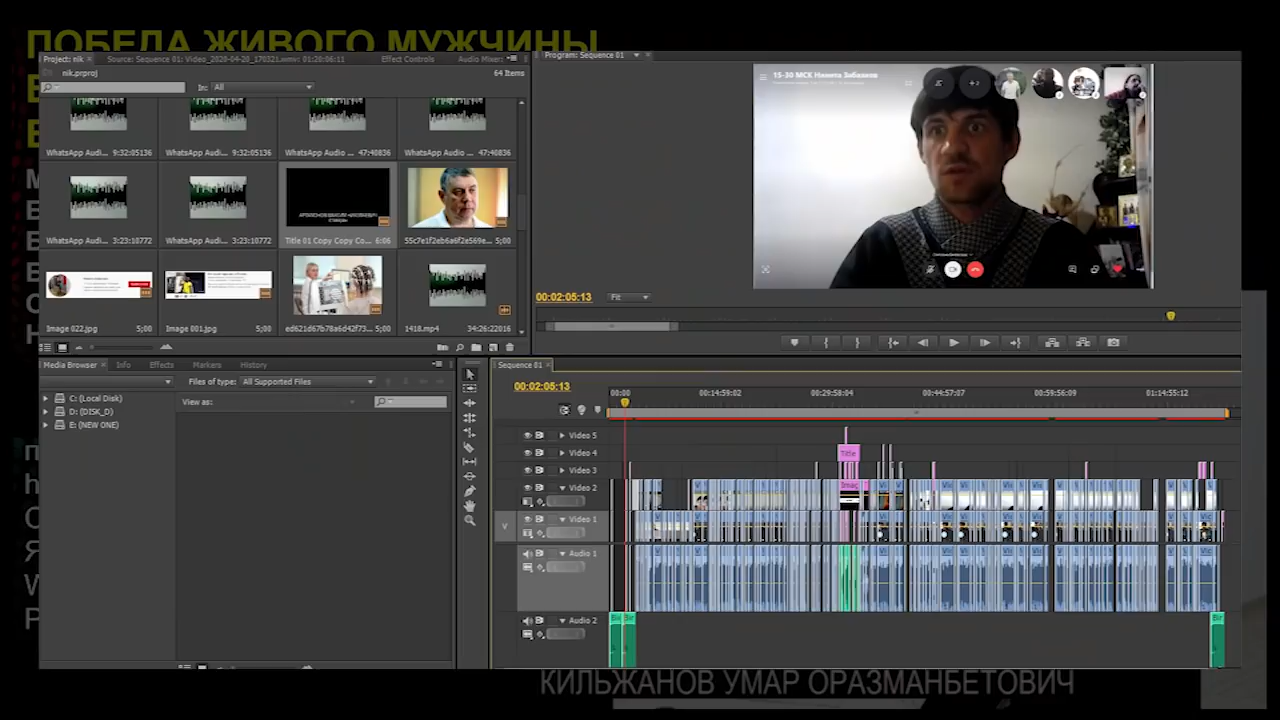 ПОБЕДА ЖИВОГО МУЖЧИНЫ
Project: nik
Source: Sequence 01: Video_2020-04-20_170321.wmv: 01:20:06:11
Effect Controls
Audio Mixer:
nik.prproj
64 Items
In: All
WhatsApp Audi... 9:32:05136
WhatsApp Audi... 9:32:05136
WhatsApp Audio ... 47:40836
WhatsApp Audio ... 47:40836
WhatsApp Audi... 3:23:10772
WhatsApp Audi... 3:23:10772
Title 01 Copy Copy Co... 6:06
55c7e1f2eb6a6f2e569e... 5;00
Image 022.jpg 5;00
Image 001.jpg 5;00
ed621d67b78a6d42f73... 5;00
1418.mp4 34:26:22016
Program: Sequence 01
15-30 МСК Никита Забазнов
00:02:05:13
Fit
Media Browser
Info
Effects
Markers
History
Files of type: All Supported Files
View as:
C: (Local Disk)
D: (DISK_D)
E: (NEW ONE)
Sequence 01
00:02:05:13
00:00
00:14:59:02
00:29:58:04
00:44:57:07
00:59:56:09
01:14:55:12
Video 5
Video 4
Title
Video 3
Video 2
Imag
Video 1
V
Audio 1
Audio 2
КИЛЬЖАНОВ УМАР ОРАЗМАНБЕТОВИЧ